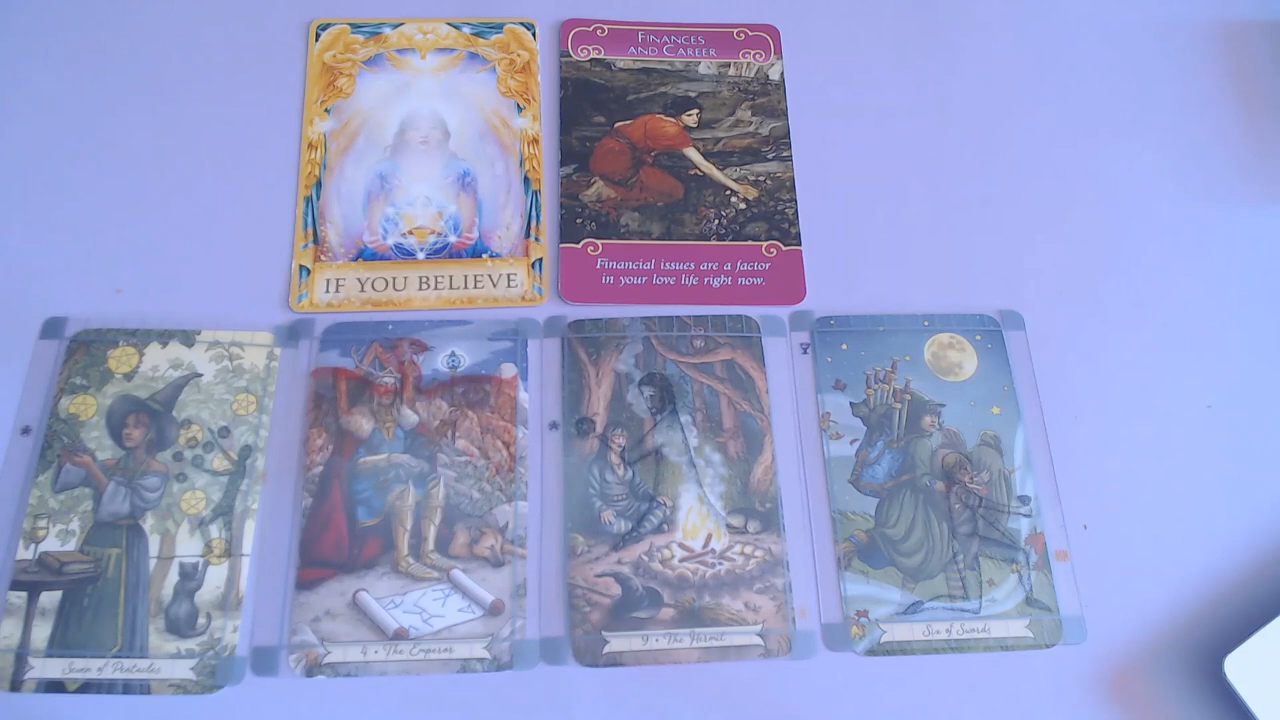 IF YOU BELIEVE
FINANCES
AND CAREER
Financial issues are a factor
in your love life right now.
Seven of Pentacles
4 • The Emperor
9 • The Hermit
Six of Swords